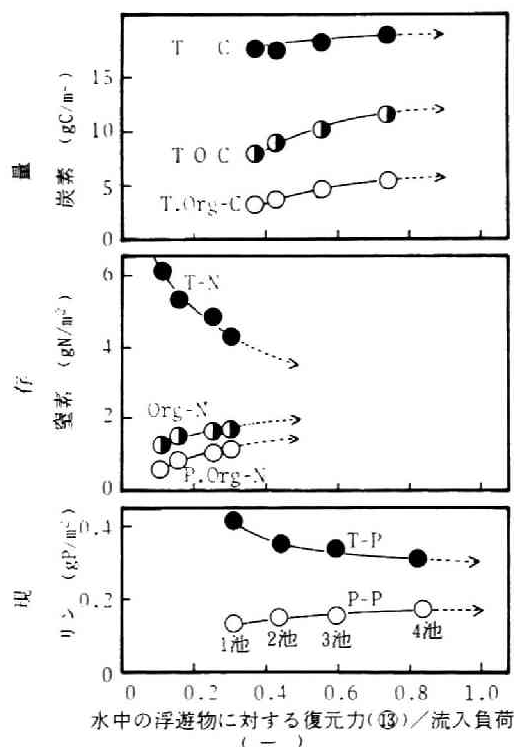 T C
TOC
T.Org-C
15
10
5
0
炭素 (gC/m²)
T-N
Org-N
P.Org-N
6
4
2
0
窒素 (gN/m²)
T-P
P-P
1池 2池 3池 4池
0.4
0.2
0
リン (gP/m²)
現 存 量
0 0.2 0.4 0.6 0.8 1.0
水中の浮遊物に対する復元力(⑬)/流入負荷
(－)